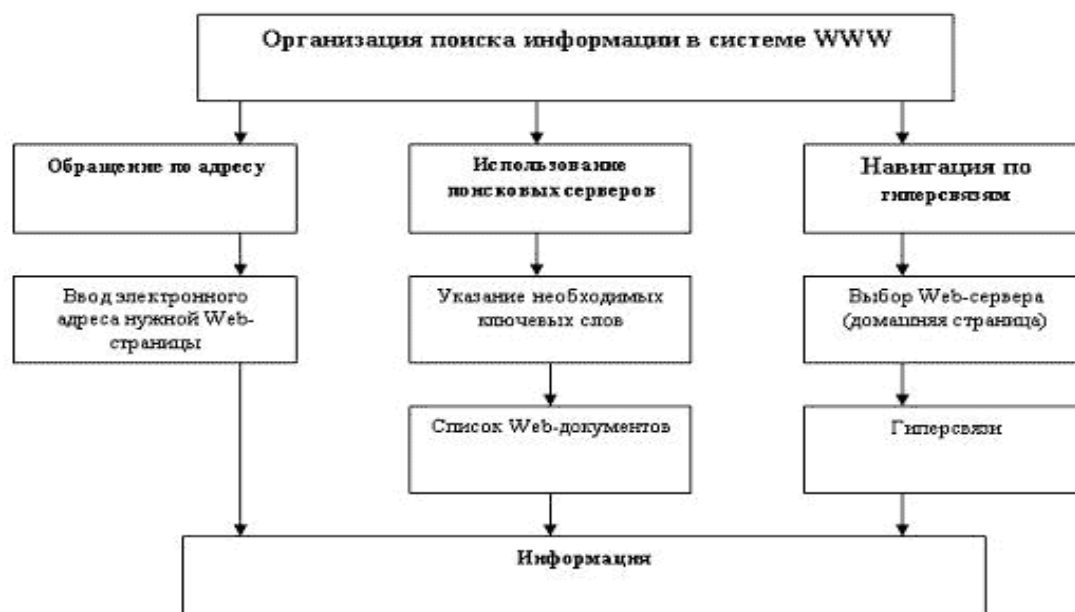 Организация поиска информации в системе WWW
Обращение по адресу
Использование
поисковых серверов
Навигация по
гиперсвязям
Ввод электронного
адреса нужной Web-
страницы
Указание необходимых
ключевых слов
Выбор Web-сервера
(домашняя страница)
Список Web-документов
Гиперсвязи
Информация